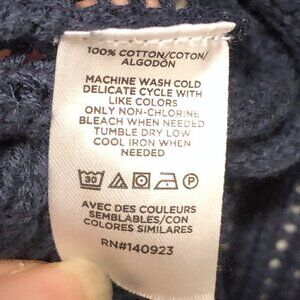 100% COTTON/COTON/
ALGODÓN
MACHINE WASH COLD
DELICATE CYCLE WITH
LIKE COLORS
ONLY NON-CHLORINE
BLEACH WHEN NEEDED
TUMBLE DRY LOW
COOL IRON WHEN
NEEDED
30 P
AVEC DES COULEURS
SEMBLABLES/CON
COLORES SIMILARES
RN#140923